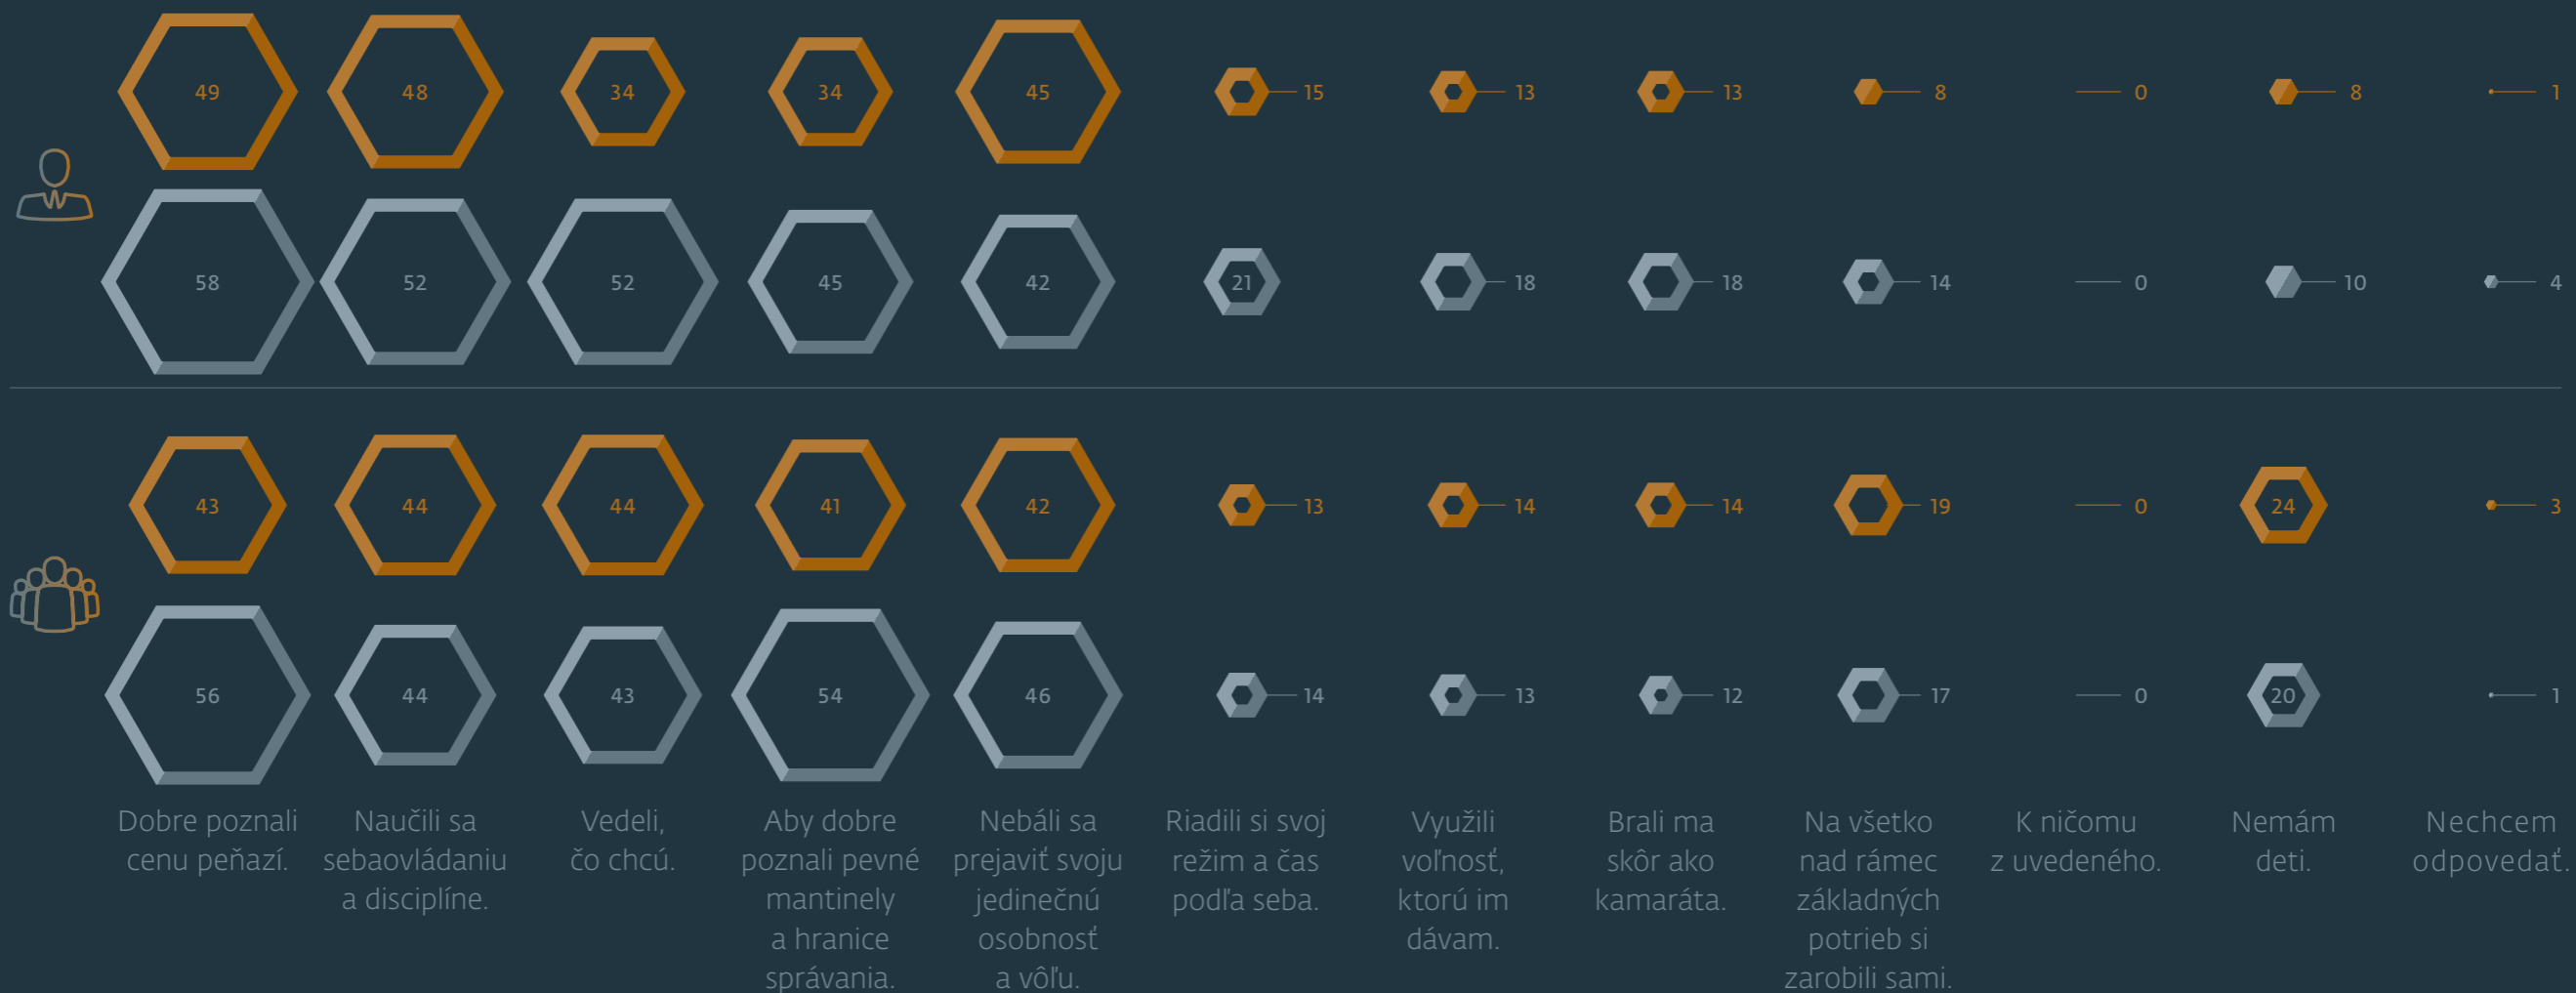 49 48 34 34 45 15 13 13 8 0 8 1
58 52 52 45 42 21 18 18 14 0 10 4
43 44 44 41 42 13 14 14 19 0 24 3
56 44 43 54 46 14 13 12 17 0 20 1
Dobre poznali
cenu peňazí.
Naučili sa
sebaovládaniu
a disciplíne.
Vedeli,
čo chcú.
Aby dobre
poznali pevné
mantinely
a hranice
správania.
Nebáli sa
prejaviť svoju
jedinečnú
osobnosť
a vôľu.
Riadili si svoj
režim a čas
podľa seba.
Využili
voľnosť,
ktorú im
dávam.
Brali ma
skôr ako
kamaráta.
Na všetko
nad rámec
základných
potrieb si
zarobili sami.
K ničomu
z uvedeného.
Nemám
deti.
Nechcem
odpovedať.